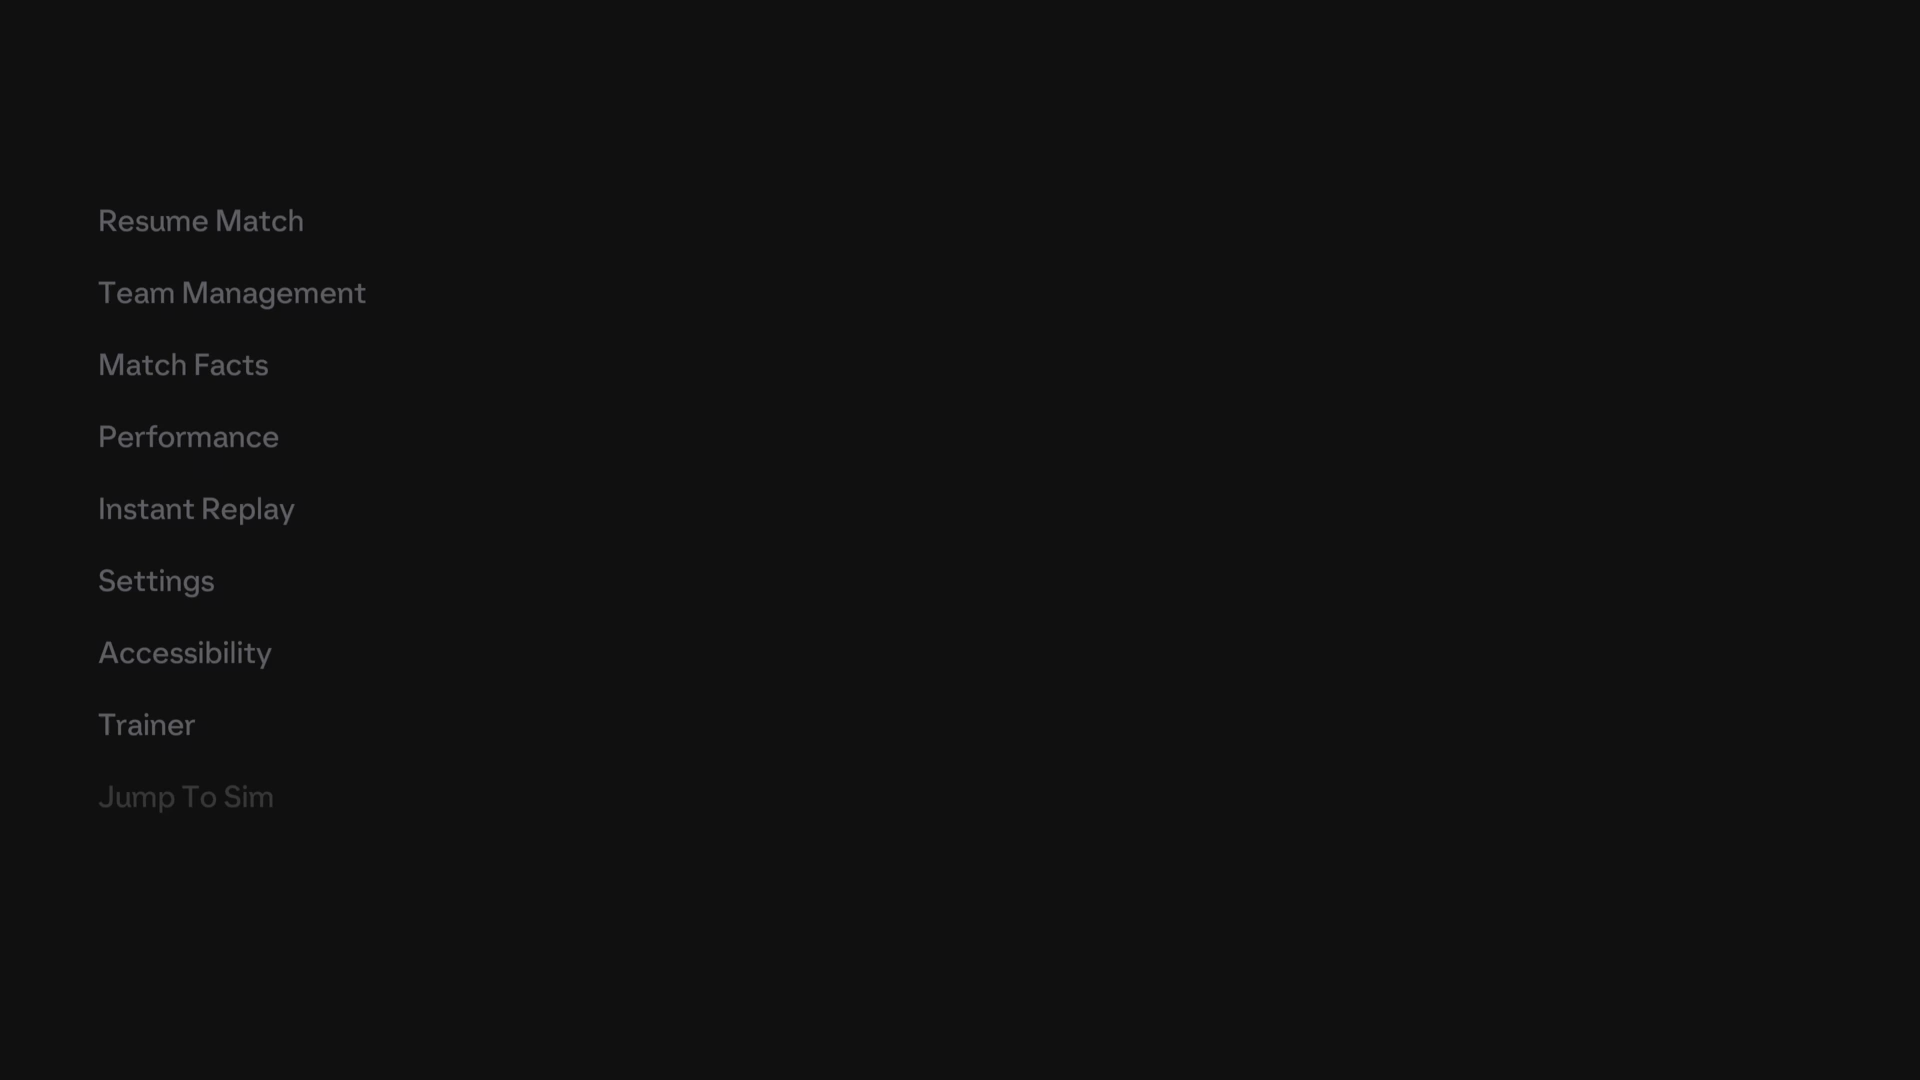 Resume Match
Team Management
Match Facts
Performance
Instant Replay
Settings
Accessibility
Trainer
Jump To Sim